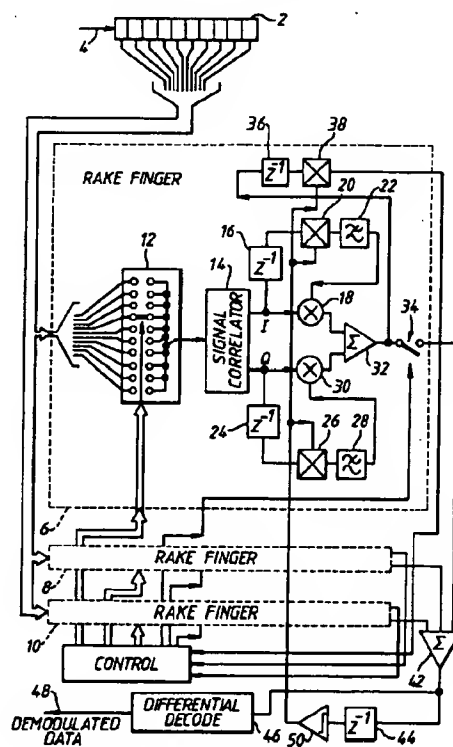 2
4
36
38
Z⁻¹
RAKE FINGER
20
22
12
16
Z⁻¹
14
18
34
SIGNAL CORRELATOR
I
Q
Σ
32
30
24
Z⁻¹
26
28
6
RAKE FINGER
8
RAKE FINGER
10
CONTROL
Σ
42
48
DEMODULATED DATA
DIFFERENTIAL DECODE
46
50
Z⁻¹
44